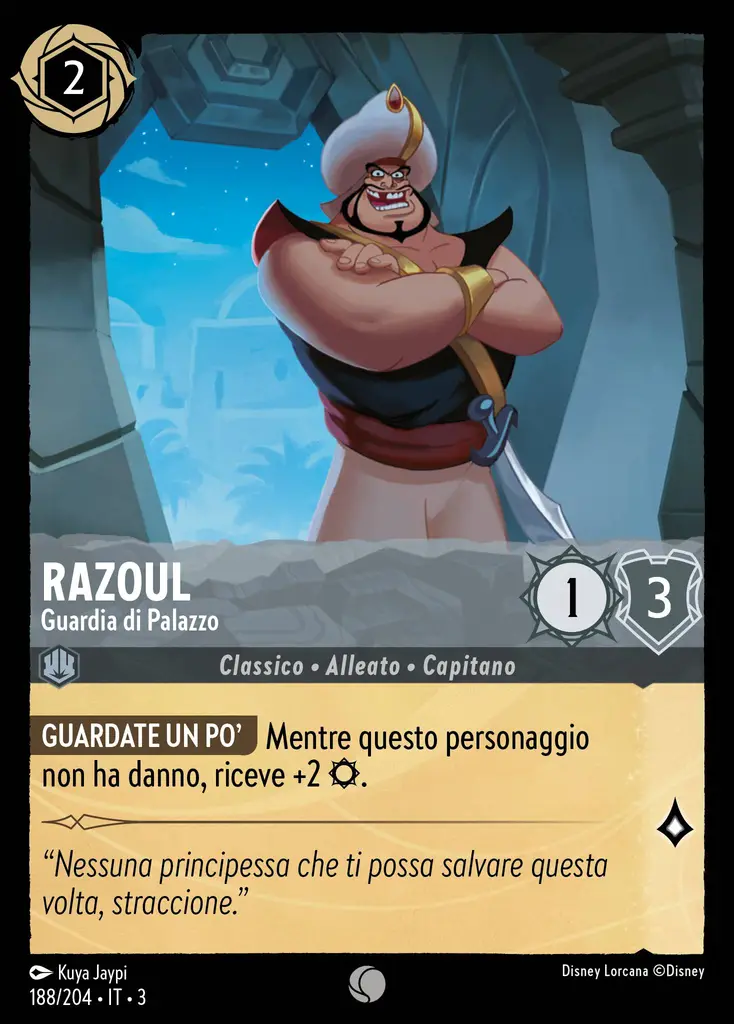 2
RAZOUL
Guardia di Palazzo
1
3
Classico • Alleato • Capitano
GUARDATE UN PO’ Mentre questo personaggio
non ha danno, riceve +2 .
“Nessuna principessa che ti possa salvare questa
volta, straccione.”
Kuya Jaypi
Disney Lorcana ©Disney
188/204 • IT • 3